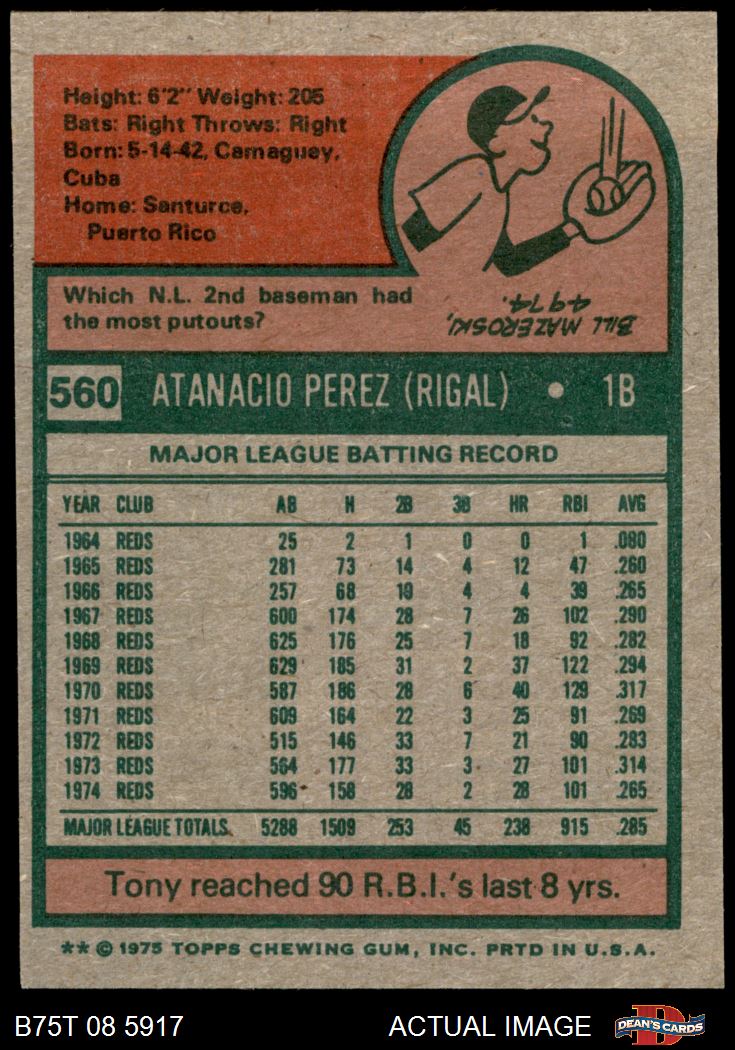 Height: 6'2" Weight: 205
Bats: Right Throws: Right
Born: 5-14-42, Camaguey,
Cuba
Home: Santurce,
Puerto Rico
Which N.L. 2nd baseman had
the most putouts?
BILL MAZEROSKI,
4974.
560 ATANACIO PEREZ (RIGAL) • 1B
MAJOR LEAGUE BATTING RECORD
YEAR CLUB AB H 2B 3B HR RBI AVG
1964 REDS 25 2 1 0 0 1 .080
1965 REDS 281 73 14 4 12 47 .260
1966 REDS 257 68 10 4 4 39 .265
1967 REDS 600 174 28 7 26 102 .290
1968 REDS 625 176 25 7 18 92 .282
1969 REDS 629 185 31 2 37 122 .294
1970 REDS 587 186 28 6 40 129 .317
1971 REDS 609 164 22 3 25 91 .269
1972 REDS 515 146 33 7 21 90 .283
1973 REDS 564 177 33 3 27 101 .314
1974 REDS 596 158 28 2 28 101 .265
MAJOR LEAGUE TOTALS 5288 1509 253 45 238 915 .285
Tony reached 90 R.B.I.'s last 8 yrs.
** © 1975 TOPPS CHEWING GUM, INC. PRTD IN U.S.A.
B75T 08 5917 ACTUAL IMAGE DEAN'S CARDS